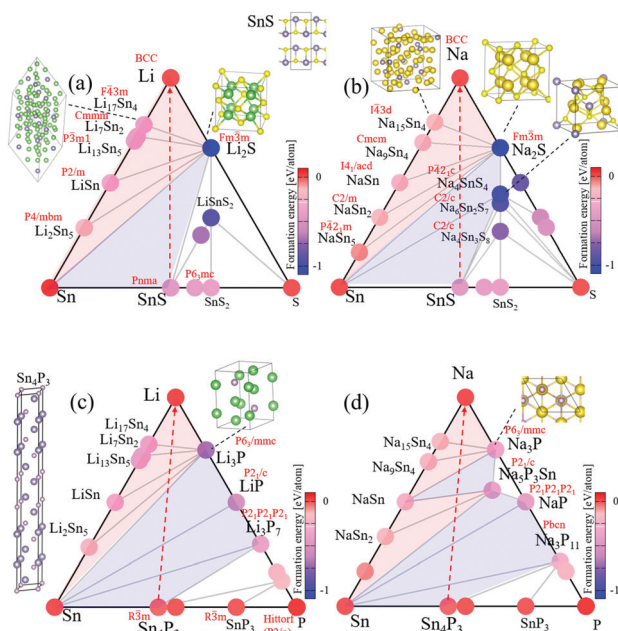 SnS
(a)
BCC
Li
F4̄3m
Li17Sn4
Cmmm
Li7Sn2
P3̄m1
Li13Sn5
Fm3̄m
Li2S
P2/m
LiSn
LiSnS2
P4/mbm
Li2Sn5
Pnma
P63mc
Sn
SnS
SnS2
S
0
-1
Formation energy [eV/atom]
(b)
BCC
Na
I4̄3d
Na15Sn4
Cmcm
Na9Sn4
Fm3̄m
Na2S
I41/acd
NaSn
P4̄21c
Na4SnS4
C2/m
NaSn2
C2/c
Na6Sn2S7
P4̄21m
NaSn5
C2/c
Na4Sn3S8
Sn
SnS
SnS2
S
0
-1
Formation energy [eV/atom]
Sn4P3
(c)
Li
Li17Sn4
Li7Sn2
Li13Sn5
P63/mmc
Li3P
P21/c
LiP
LiSn
P212121
Li3P7
Li2Sn5
Sn
R3̄m
Sn4P3
R3̄m
SnP3
Hittorf
P
0
-1
Formation energy [eV/atom]
(d)
Na
Na15Sn4
P63/mmc
Na3P
Na9Sn4
P21/c
Na5P3Sn
NaSn
P212121
NaP
NaSn2
Pbcn
Na3P11
Sn
Sn4P3
SnP3
P
0
-1
Formation energy [eV/atom]